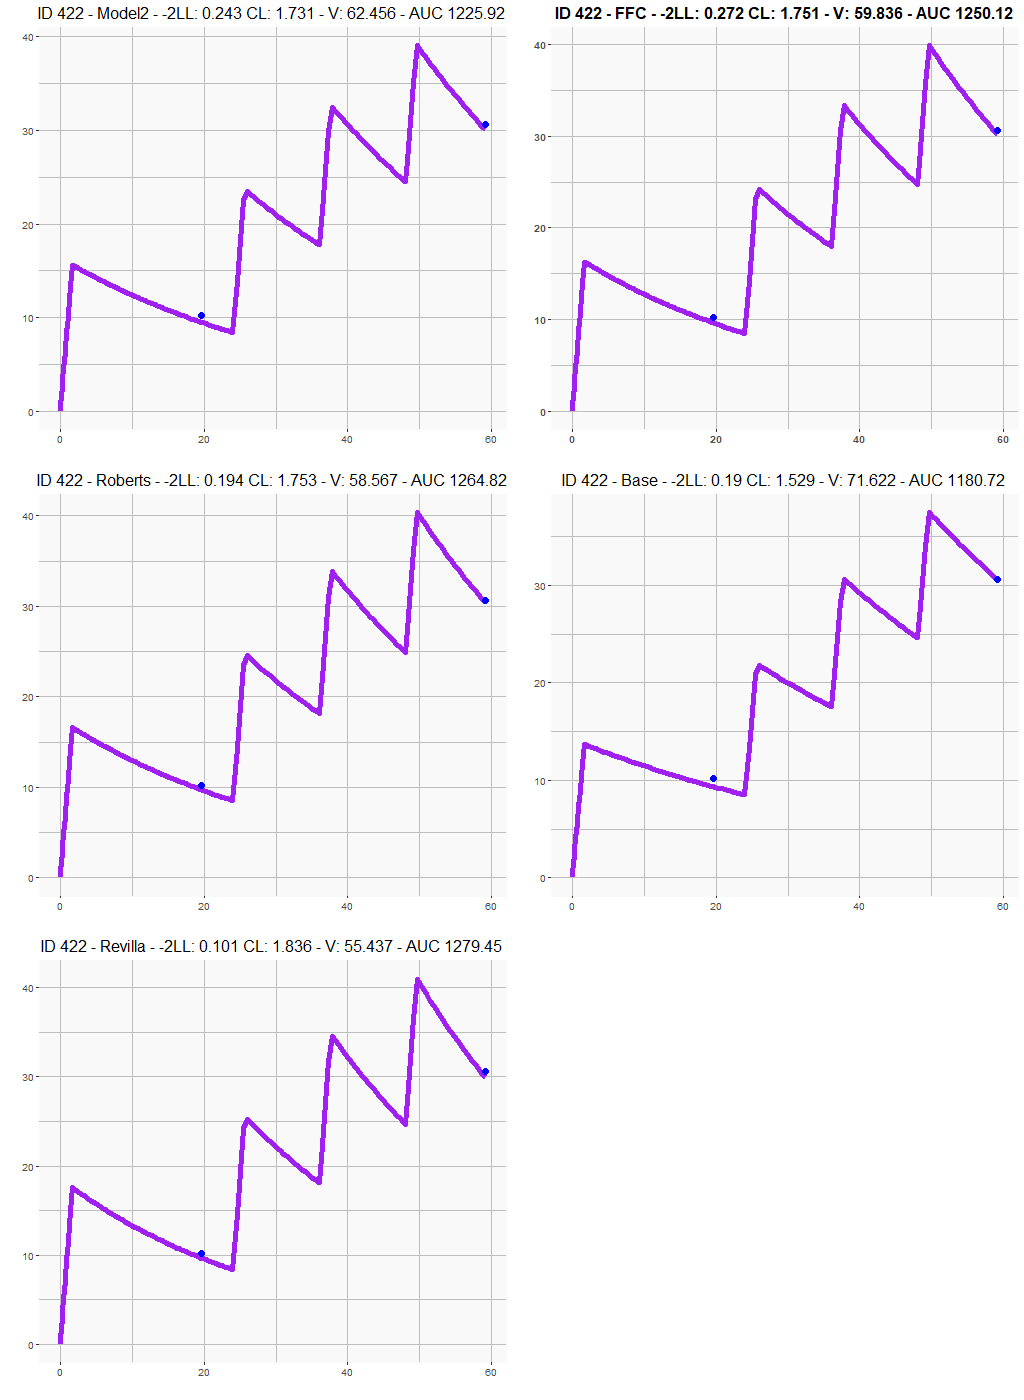 ID 422 - Model2 - -2LL: 0.243 CL: 1.731 - V: 62.456 - AUC 1225.92
40
30
20
10
0
0 20 40 60
ID 422 - FFC - -2LL: 0.272 CL: 1.751 - V: 59.836 - AUC 1250.12
40
30
20
10
0
0 20 40 60
ID 422 - Roberts - -2LL: 0.194 CL: 1.753 - V: 58.567 - AUC 1264.82
40
30
20
10
0
0 20 40 60
ID 422 - Base - -2LL: 0.19 CL: 1.529 - V: 71.622 - AUC 1180.72
30
20
10
0
0 20 40 60
ID 422 - Revilla - -2LL: 0.101 CL: 1.836 - V: 55.437 - AUC 1279.45
40
30
20
10
0
0 20 40 60